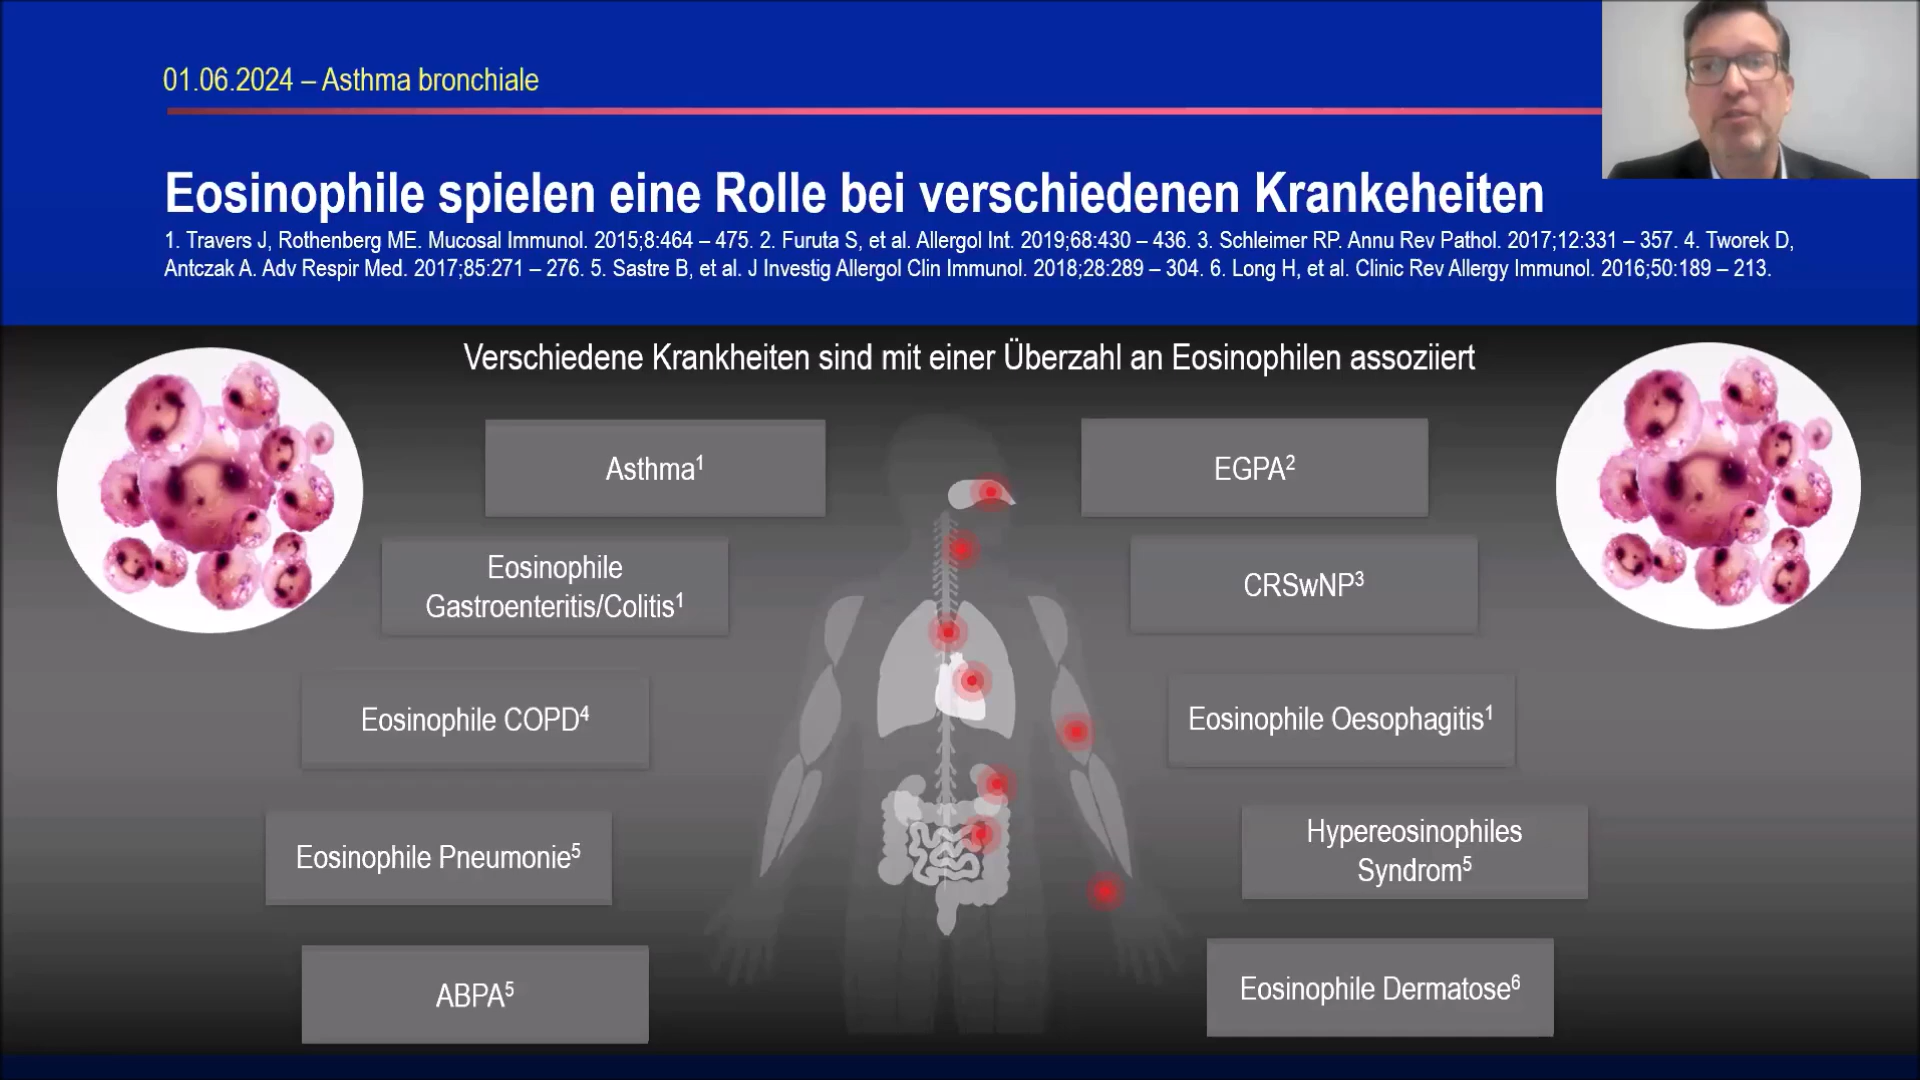 01.06.2024 – Asthma bronchiale
Eosinophile spielen eine Rolle bei verschiedenen Krankeheiten
1. Travers J, Rothenberg ME. Mucosal Immunol. 2015;8:464 – 475. 2. Furuta S, et al. Allergol Int. 2019;68:430 – 436. 3. Schleimer RP. Annu Rev Pathol. 2017;12:331 – 357. 4. Tworek D,
Antczak A. Adv Respir Med. 2017;85:271 – 276. 5. Sastre B, et al. J Investig Allergol Clin Immunol. 2018;28:289 – 304. 6. Long H, et al. Clinic Rev Allergy Immunol. 2016;50:189 – 213.
Verschiedene Krankheiten sind mit einer Überzahl an Eosinophilen assoziiert
Asthma¹
EGPA²
Eosinophile
Gastroenteritis/Colitis¹
CRSwNP³
Eosinophile COPD⁴
Eosinophile Oesophagitis¹
Eosinophile Pneumonie⁵
Hypereosinophiles
Syndrom⁵
ABPA⁵
Eosinophile Dermatose⁶